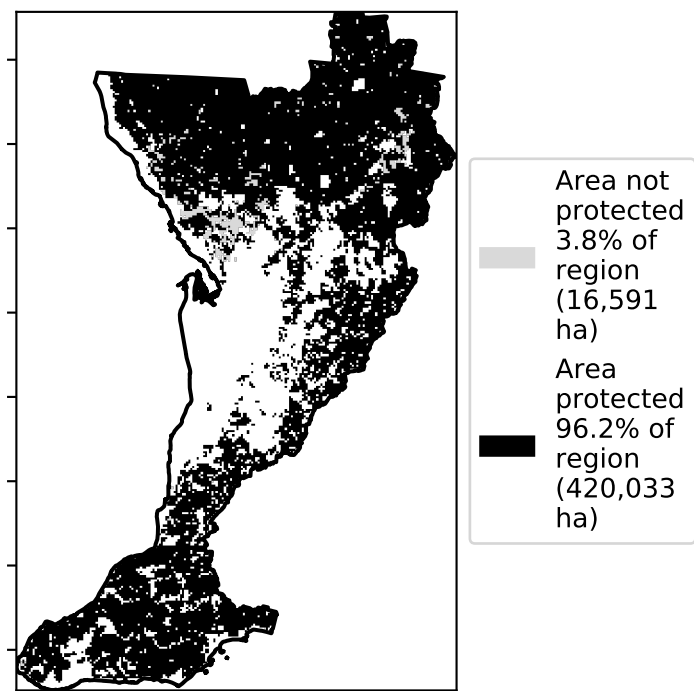 Area not
protected
3.8% of
region
(16,591
ha)
Area
protected
96.2% of
region
(420,033
ha)